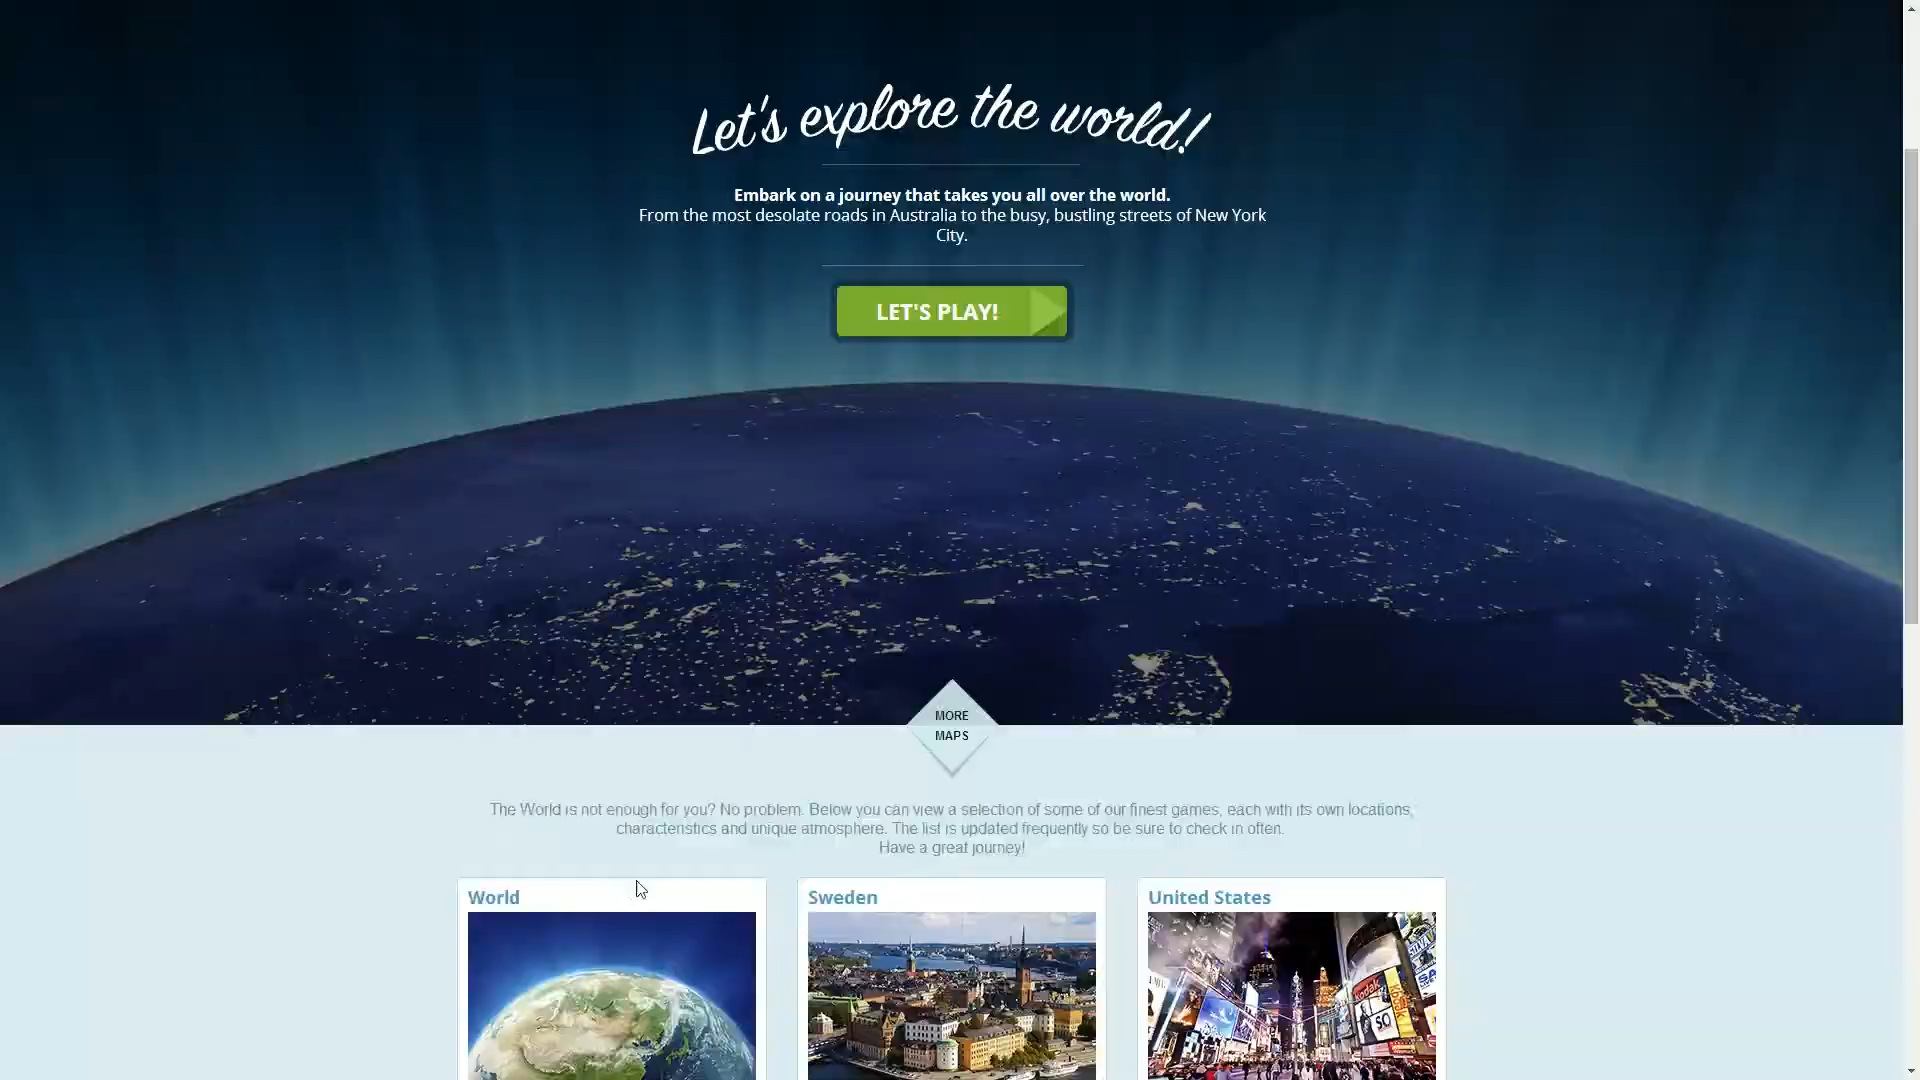 Let's explore the world!
Embark on a journey that takes you all over the world.
From the most desolate roads in Australia to the busy, bustling streets of New York
City.
LET'S PLAY!
MORE
MAPS
The World is not enough for you? No problem. Below you can view a selection of some of our finest games, each with its own locations,
characteristics and unique atmosphere. The list is updated frequently so be sure to check in often.
Have a great journey!
World
Sweden
United States
Kodak